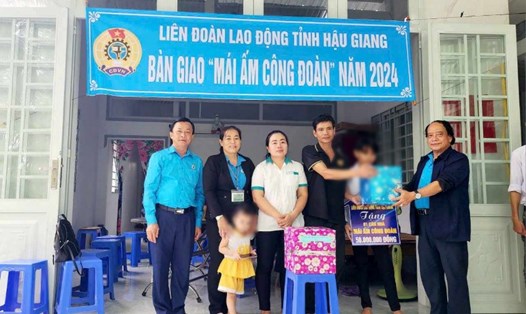 LIÊN ĐOÀN LAO ĐỘNG TỈNH HẬU GIANG
BÀN GIAO "MÁI ẤM CÔNG ĐOÀN" NĂM 2024
Tặng
MÁI ẤM CÔNG ĐOÀN
50.000.000 ĐỒNG